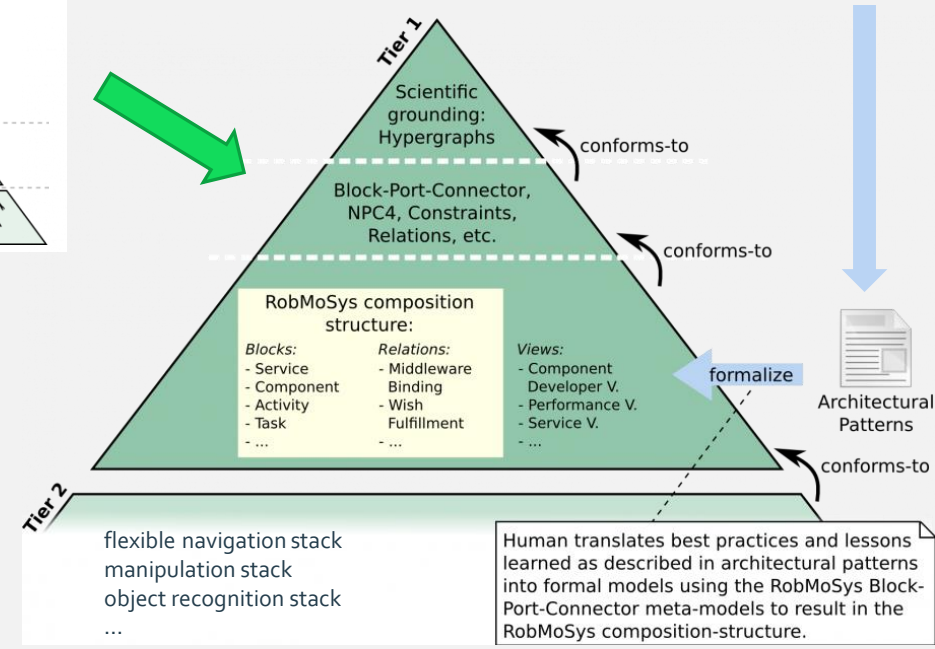 Tier 1
Scientific
grounding:
Hypergraphs
conforms-to
Block-Port-Connector,
NPC4, Constraints,
Relations, etc.
conforms-to
RobMoSys composition
structure:
Blocks:
- Service
- Component
- Activity
- Task
- ...
Relations:
- Middleware
Binding
- Wish
Fulfillment
- ...
Views:
- Component
Developer V.
- Performance V.
- Service V.
- ...
formalize
Architectural
Patterns
conforms-to
Tier 2
flexible navigation stack
manipulation stack
object recognition stack
...
Human translates best practices and lessons
learned as described in architectural patterns
into formal models using the RobMoSys Block-
Port-Connector meta-models to result in the
RobMoSys composition-structure.